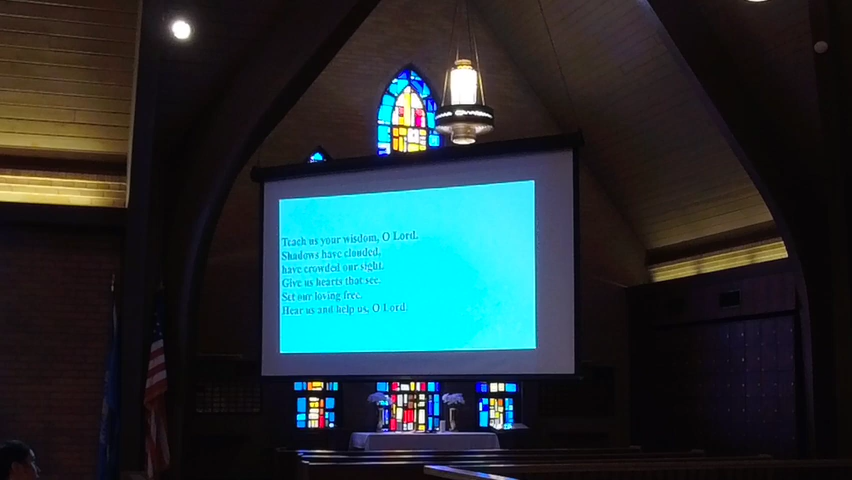 Teach us your wisdom, O Lord.
Shadows have clouded,
have crowded our sight.
Give us hearts that see.
Set our loving free.
Hear us and help us, O Lord.